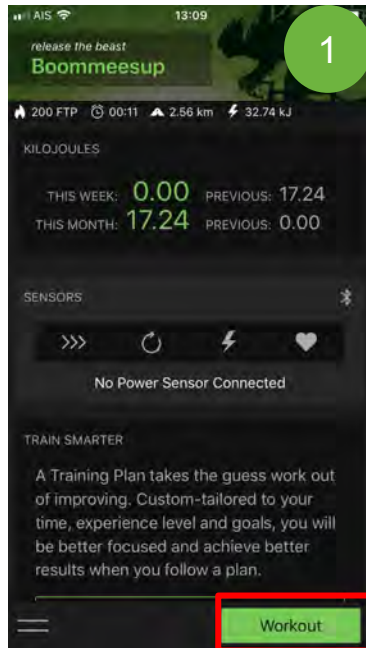 AIS 13:09
1
release the beast
Boommeesup
200 FTP 00:11 2.56 km 32.74 kJ
KILOJOULES
THIS WEEK: 0.00 PREVIOUS: 17.24
THIS MONTH: 17.24 PREVIOUS: 0.00
SENSORS
No Power Sensor Connected
TRAIN SMARTER
A Training Plan takes the guess work out
of improving. Custom-tailored to your
time, experience level and goals, you will
be better focused and achieve better
results when you follow a plan.
Workout